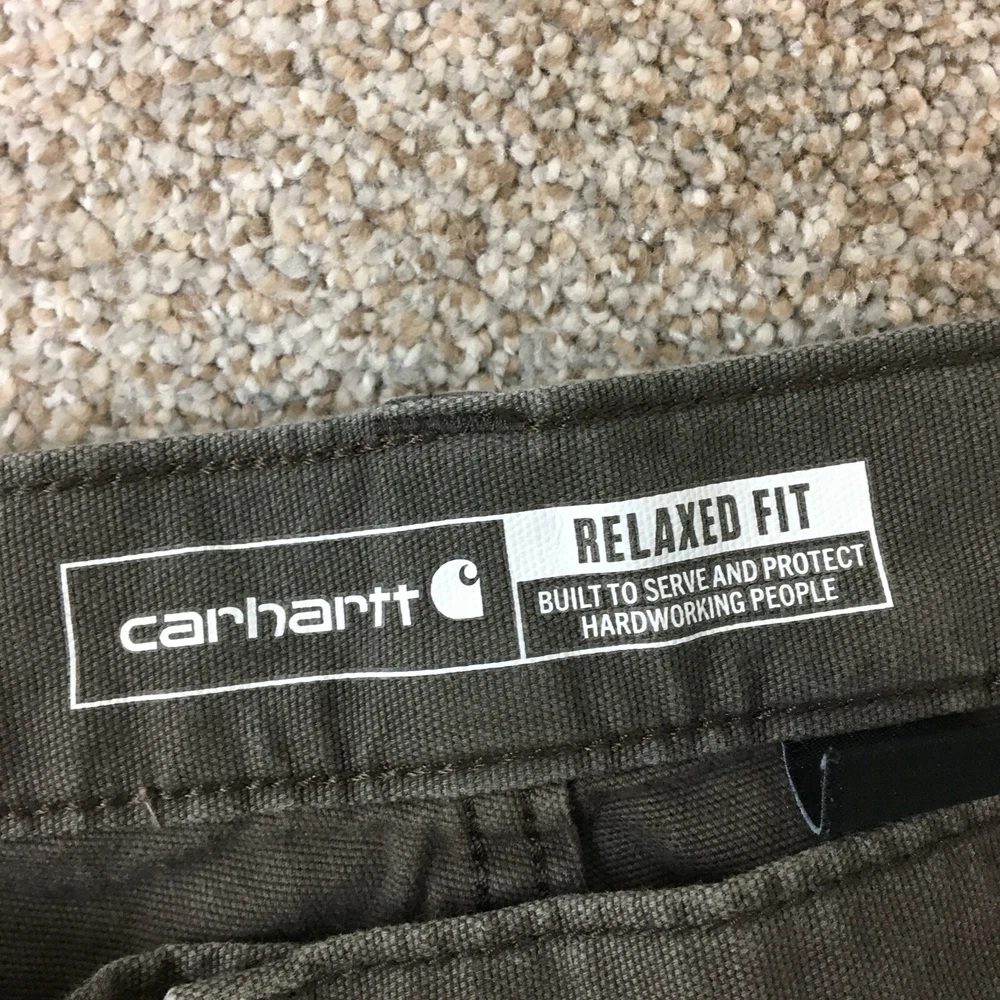 carhartt
RELAXED FIT
BUILT TO SERVE AND PROTECT
HARDWORKING PEOPLE